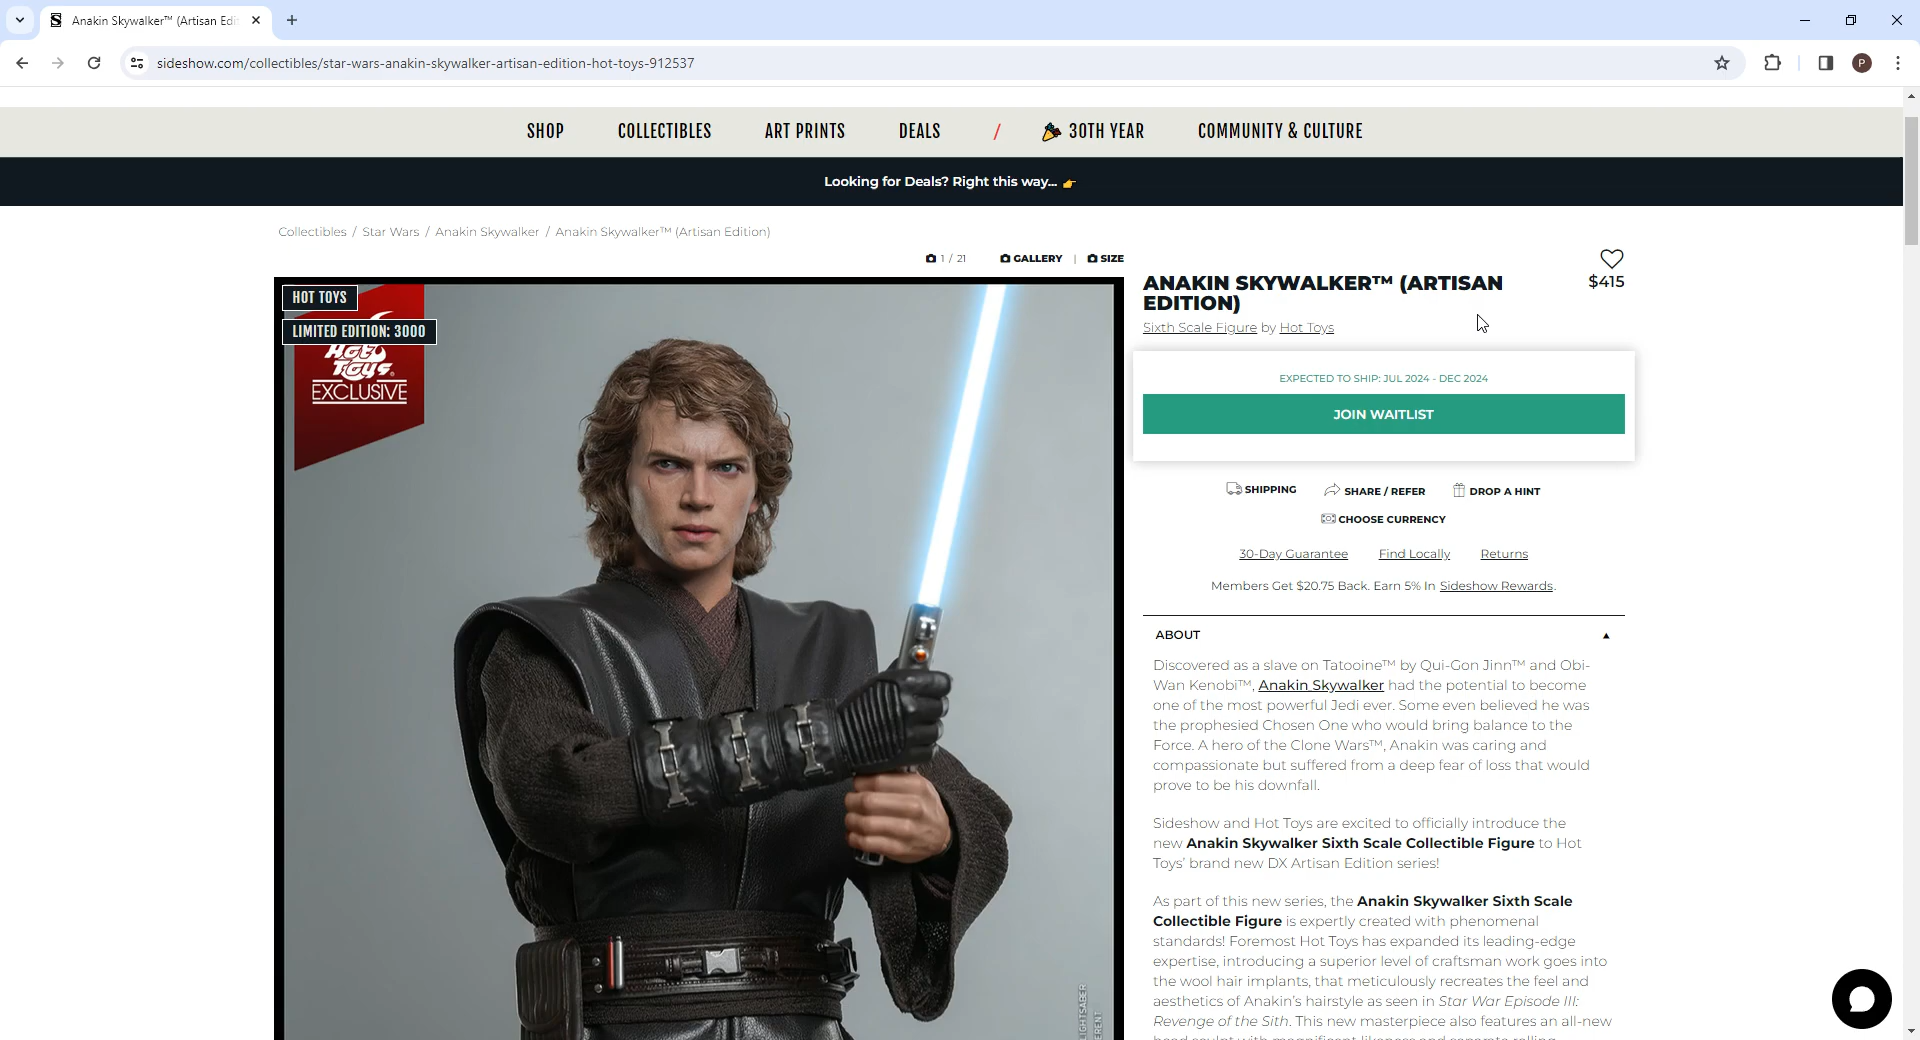 Anakin Skywalker™ (Artisan Edi
sideshow.com/collectibles/star-wars-anakin-skywalker-artisan-edition-hot-toys-912537
P
SHOP
COLLECTIBLES
ART PRINTS
DEALS
/
30TH YEAR
COMMUNITY & CULTURE
Looking for Deals? Right this way...
Collectibles / Star Wars / Anakin Skywalker / Anakin Skywalker™ (Artisan Edition)
1 / 21
GALLERY
|
SIZE
HOT TOYS
LIMITED EDITION: 3000
HOT
TOYS
EXCLUSIVE
ANAKIN SKYWALKER™ (ARTISAN
EDITION)
$415
Sixth Scale Figure by Hot Toys
EXPECTED TO SHIP: JUL 2024 - DEC 2024
JOIN WAITLIST
SHIPPING
SHARE / REFER
DROP A HINT
CHOOSE CURRENCY
30-Day Guarantee
Find Locally
Returns
Members Get $20.75 Back. Earn 5% In Sideshow Rewards.
ABOUT
Discovered as a slave on Tatooine™ by Qui-Gon Jinn™ and Obi-
Wan Kenobi™, Anakin Skywalker had the potential to become
one of the most powerful Jedi ever. Some even believed he was
the prophesied Chosen One who would bring balance to the
Force. A hero of the Clone Wars™, Anakin was caring and
compassionate but suffered from a deep fear of loss that would
prove to be his downfall.
Sideshow and Hot Toys are excited to officially introduce the
new Anakin Skywalker Sixth Scale Collectible Figure to Hot
Toys' brand new DX Artisan Edition series!
As part of this new series, the Anakin Skywalker Sixth Scale
Collectible Figure is expertly created with phenomenal
standards! Foremost Hot Toys has expanded its leading-edge
expertise, introducing a superior level of craftsman work goes into
the wool hair implants, that meticulously recreates the feel and
aesthetics of Anakin's hairstyle as seen in Star War Episode III:
Revenge of the Sith. This new masterpiece also features an all-new
head sculpt with magnificent likeness and separate rolling
LIGHTSABER
ERENT